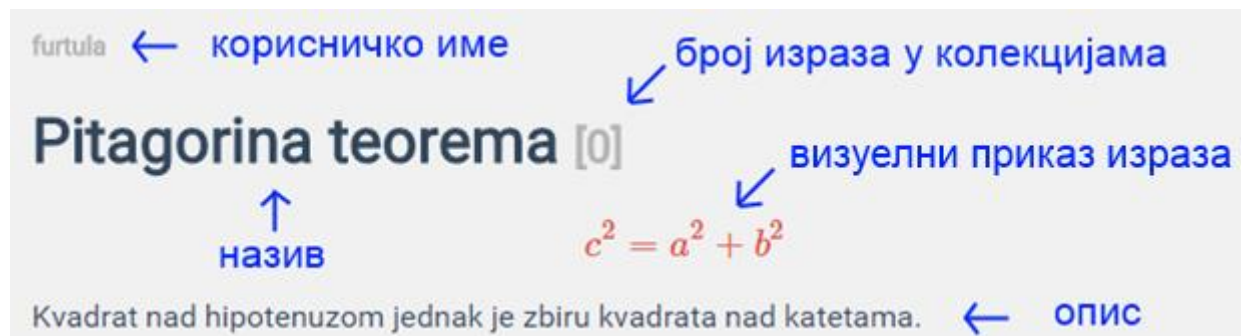 furtula ← корисничко име
број израза у колекцијама
Pitagorina teorema [0]
визуелни приказ израза
назив
c² = a² + b²
Kvadrat nad hipotenuzom jednak je zbiru kvadrata nad katetama. ← опис